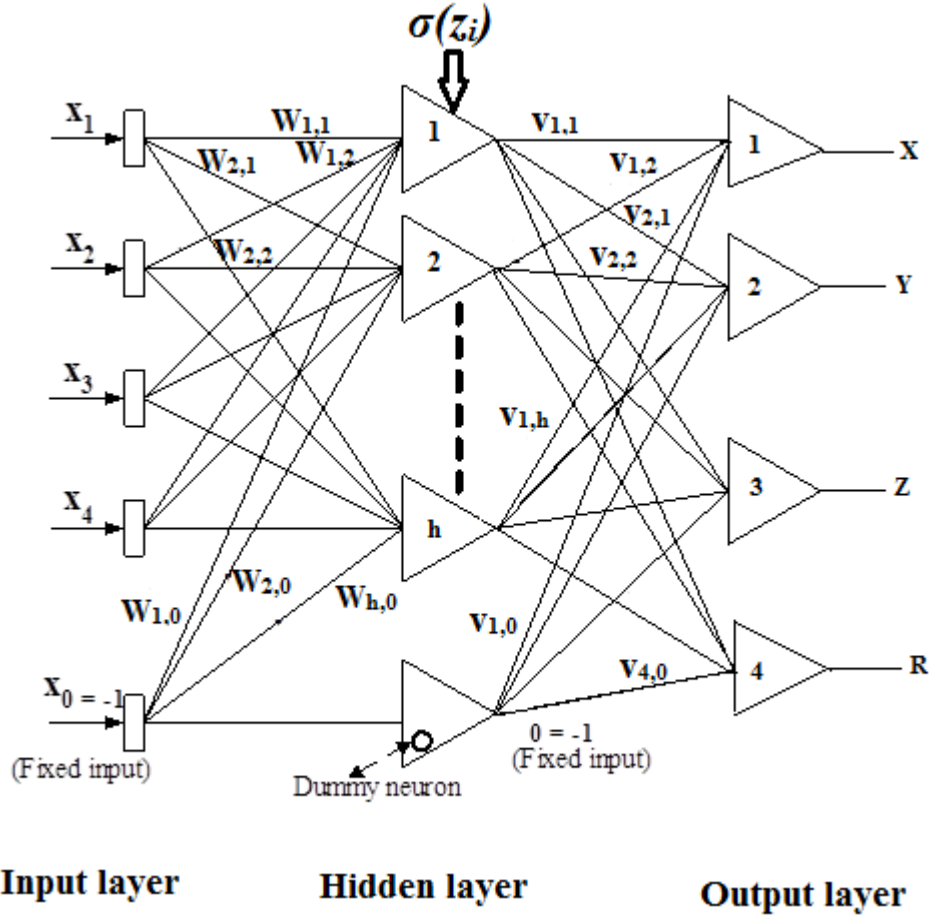 σ(zᵢ)
x₁
W₁,₁
W₁,₂
W₂,₁
1
v₁,₁
v₁,₂
v₂,₁
1
X
x₂
W₂,₂
2
v₂,₂
2
Y
x₃
v₁,h
3
Z
x₄
h
W₁,₀
W₂,₀
Wh,₀
v₁,₀
v₄,₀
4
R
x₀ = -1
(Fixed input)
Dummy neuron
0 = -1
(Fixed input)
Input layer
Hidden layer
Output layer